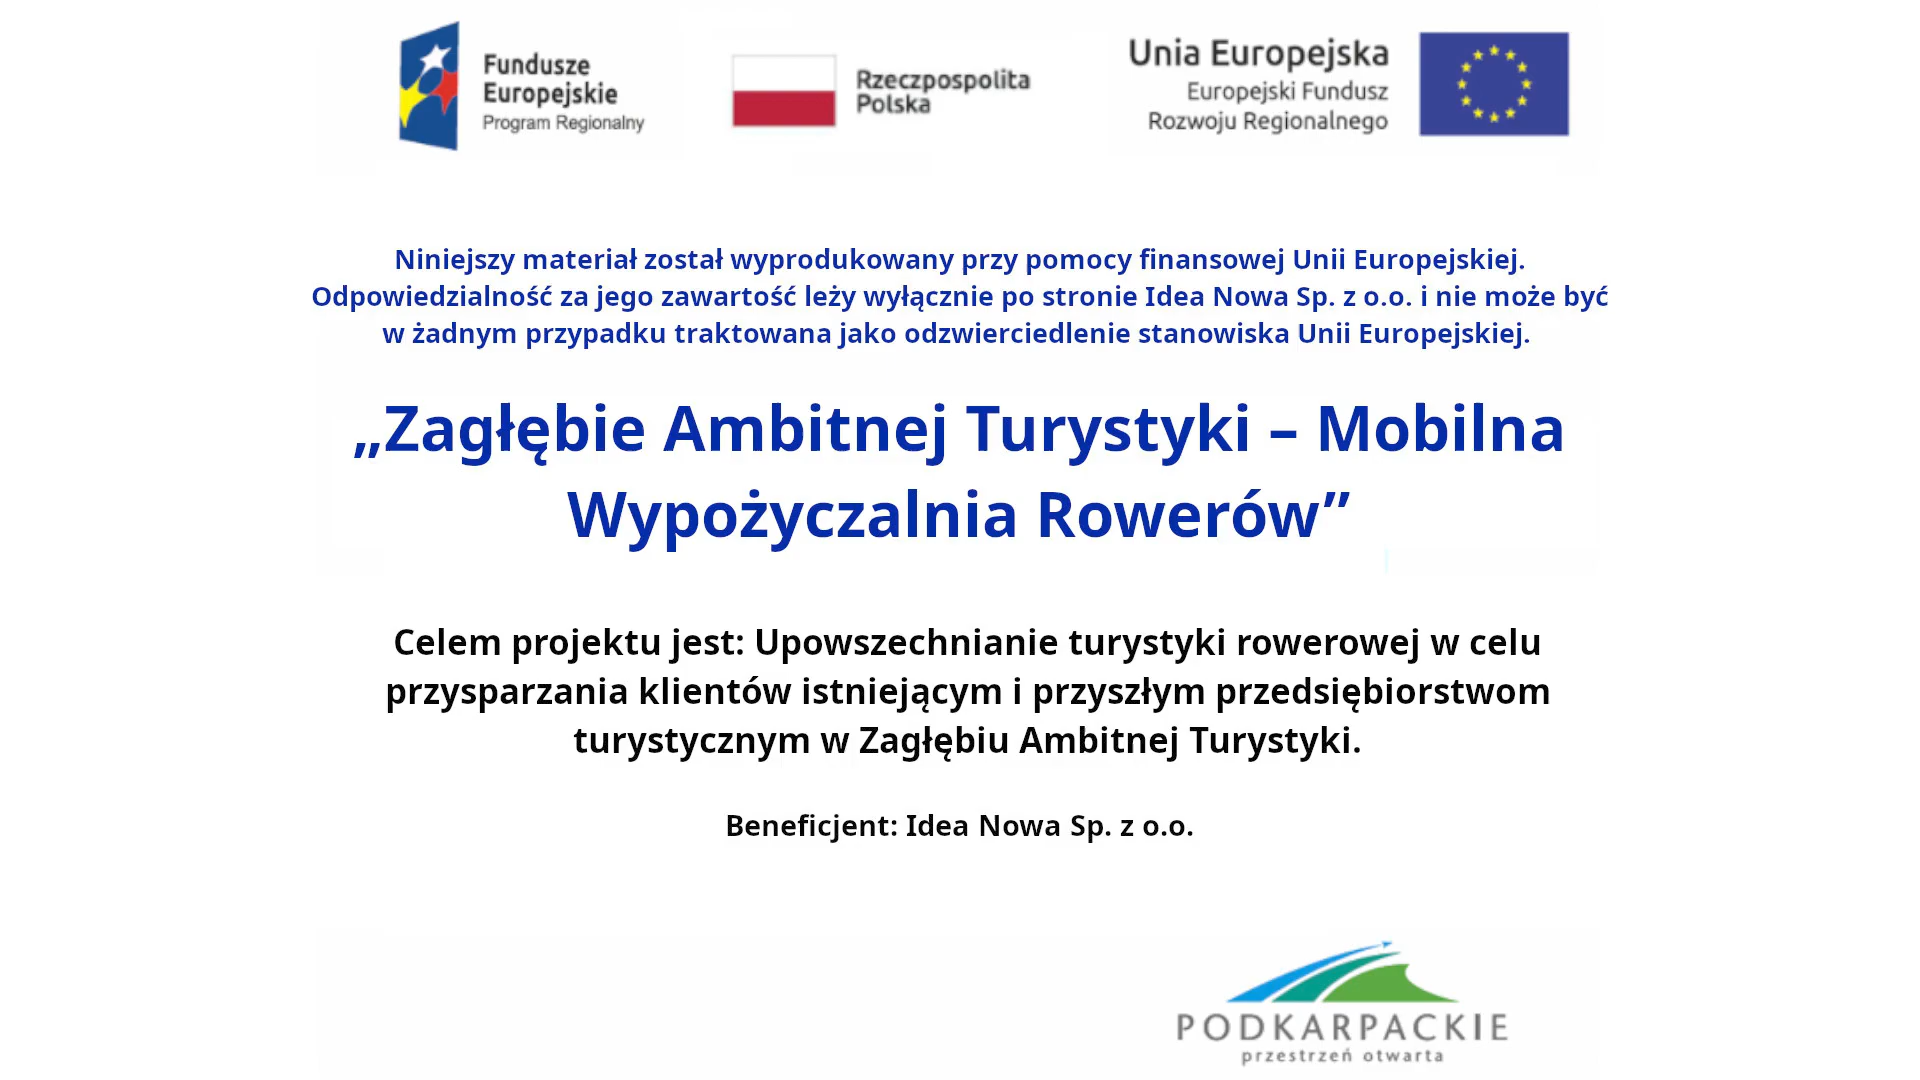 Fundusze
Europejskie
Program Regionalny
Rzeczpospolita
Polska
Unia Europejska
Europejski Fundusz
Rozwoju Regionalnego
Niniejszy materiał został wyprodukowany przy pomocy finansowej Unii Europejskiej.
Odpowiedzialność za jego zawartość leży wyłącznie po stronie Idea Nowa Sp. z o.o. i nie może być
w żadnym przypadku traktowana jako odzwierciedlenie stanowiska Unii Europejskiej.
„Zagłębie Ambitnej Turystyki – Mobilna
Wypożyczalnia Rowerów”
Celem projektu jest: Upowszechnianie turystyki rowerowej w celu
przysparzania klientów istniejącym i przyszłym przedsiębiorstwom
turystycznym w Zagłębiu Ambitnej Turystyki.
Beneficjent: Idea Nowa Sp. z o.o.
PODKARPACKIE
przestrzeń otwarta